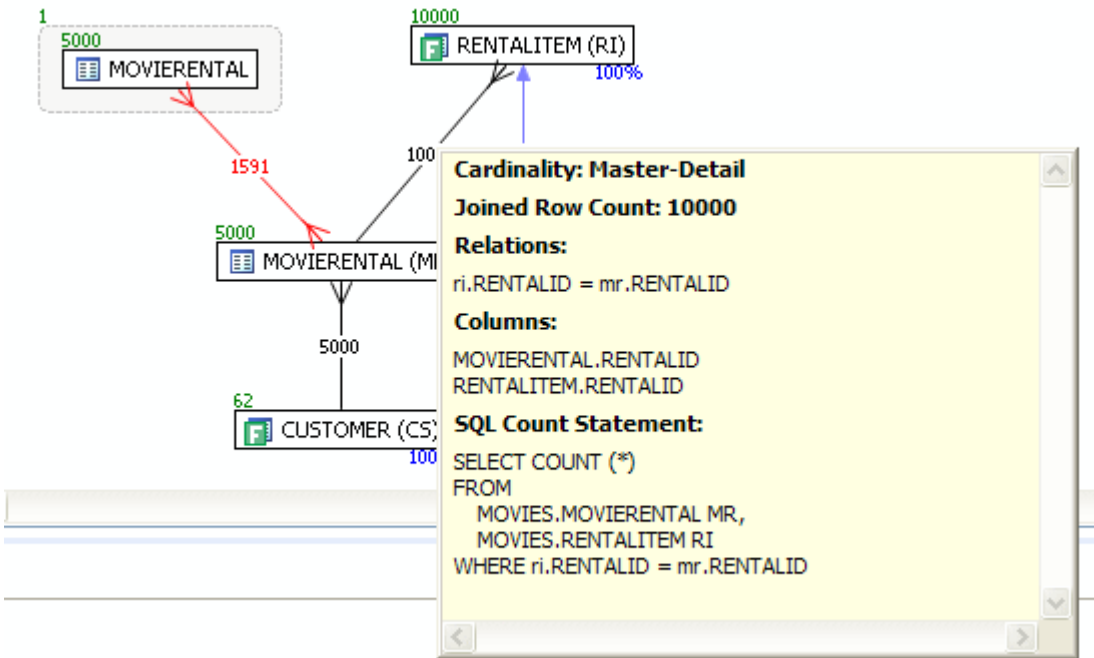 1
5000
MOVIERENTAL
10000
RENTALITEM (RI)
100%
1591
100
5000
MOVIERENTAL (M
5000
62
CUSTOMER (CS)
100
Cardinality: Master-Detail
Joined Row Count: 10000
Relations:
ri.RENTALID = mr.RENTALID
Columns:
MOVIERENTAL.RENTALID
RENTALITEM.RENTALID
SQL Count Statement:
SELECT COUNT (*)
FROM
MOVIES.MOVIERENTAL MR,
MOVIES.RENTALITEM RI
WHERE ri.RENTALID = mr.RENTALID